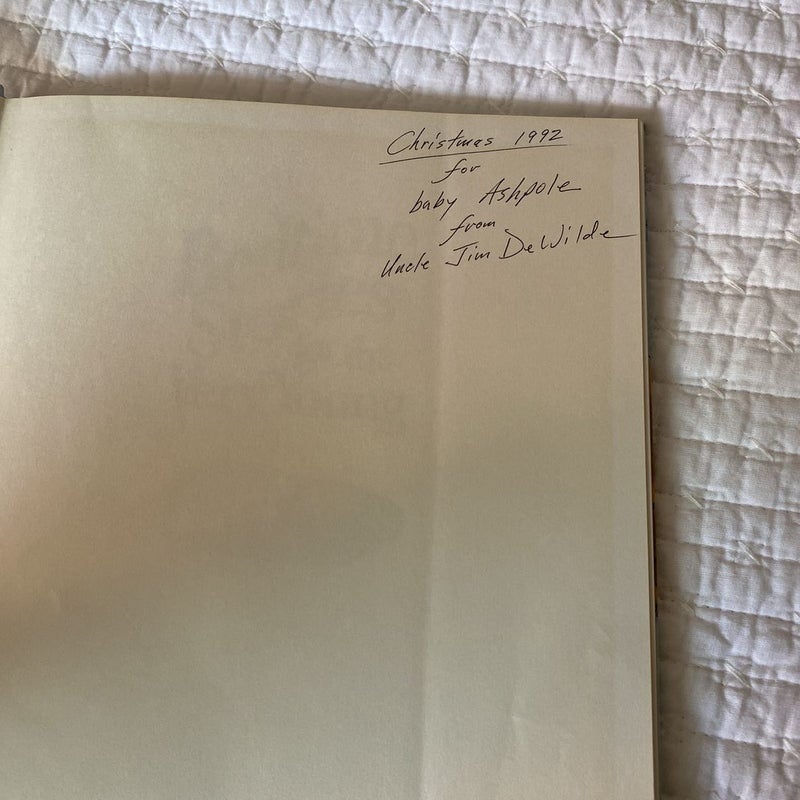 Christmas 1992
for
baby Ashpole
from
Uncle Jim DeWilde